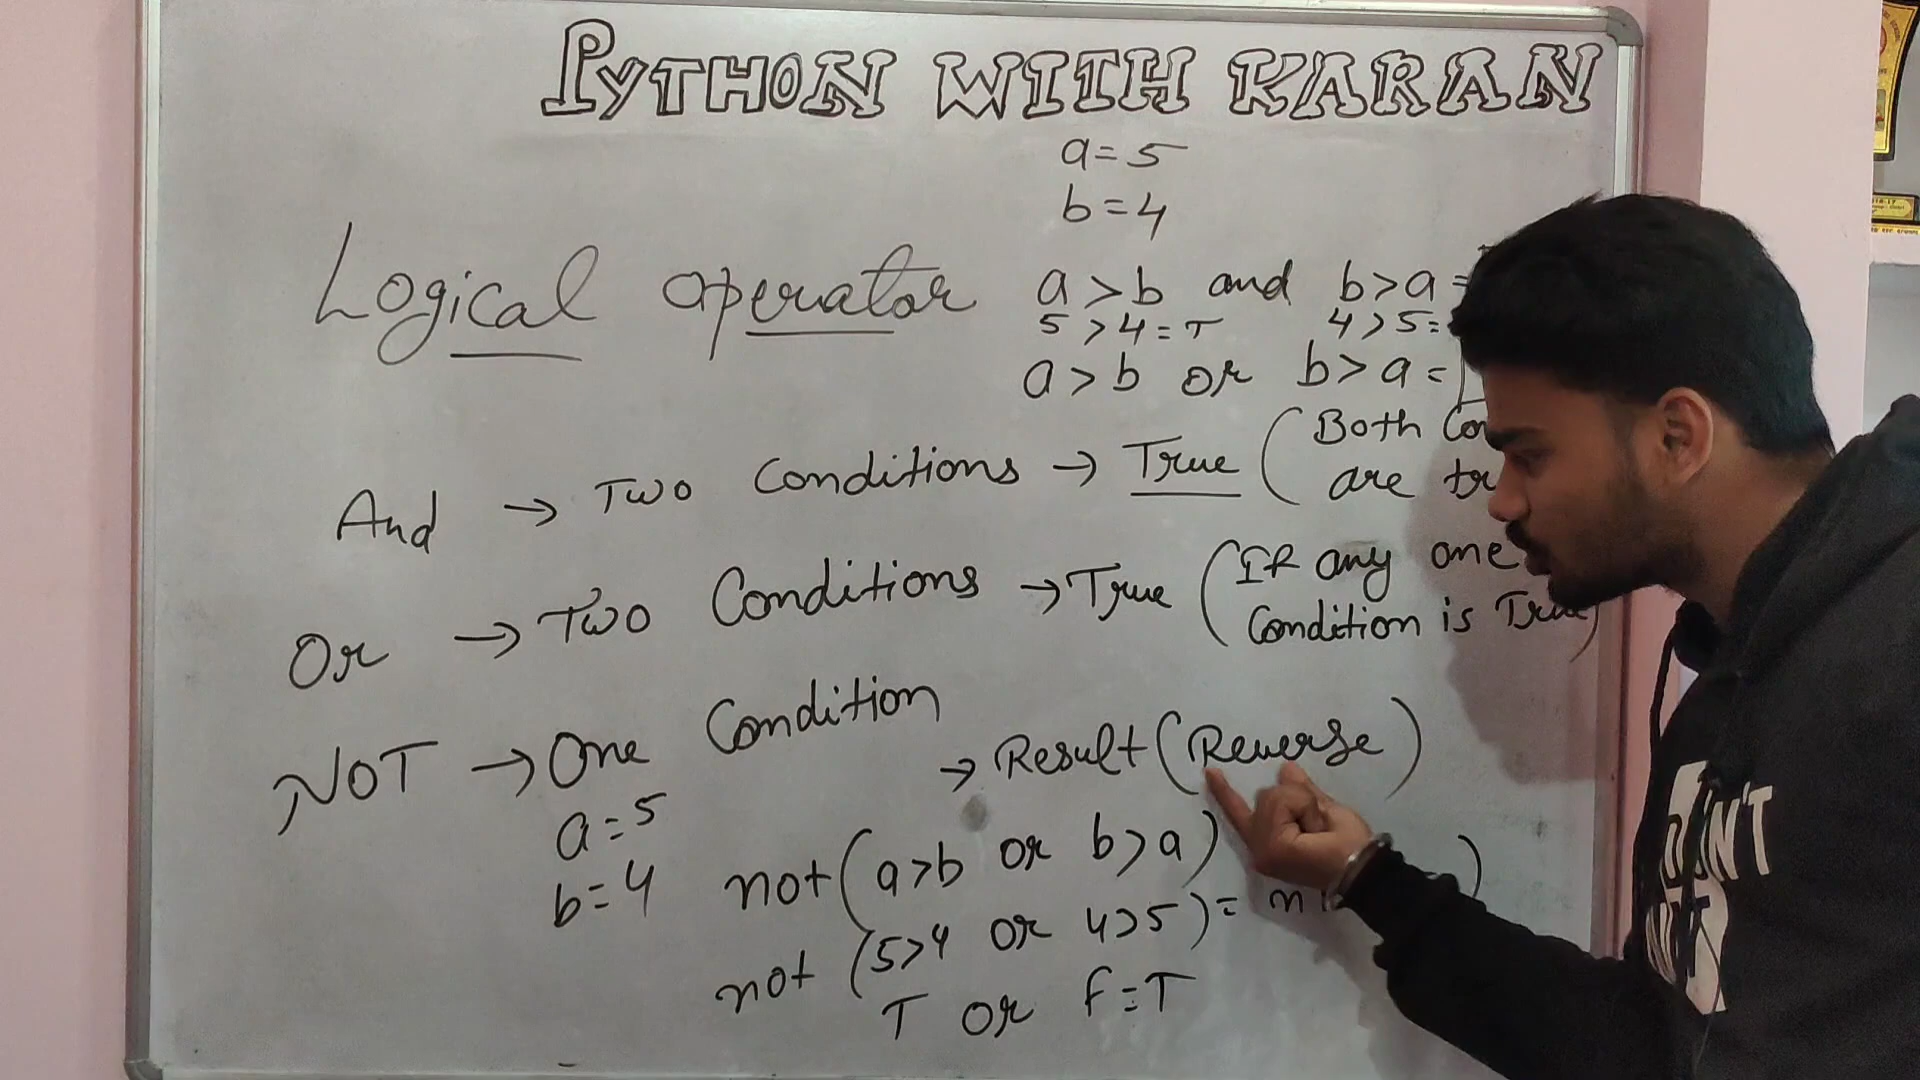 PYTHON WITH KARAN
a=5
b=4
Logical operator
a>b and b>a=
5>4=T 4>5=
a>b or b>a=
And → Two Conditions → True (Both
are
Or → Two Conditions → True (If any one
Condition is True)
NOT → One Condition
→ Result (Reverse)
a=5
b=4
not(a>b or b>a)
not (5>4 or 4>5)=
T or f=T